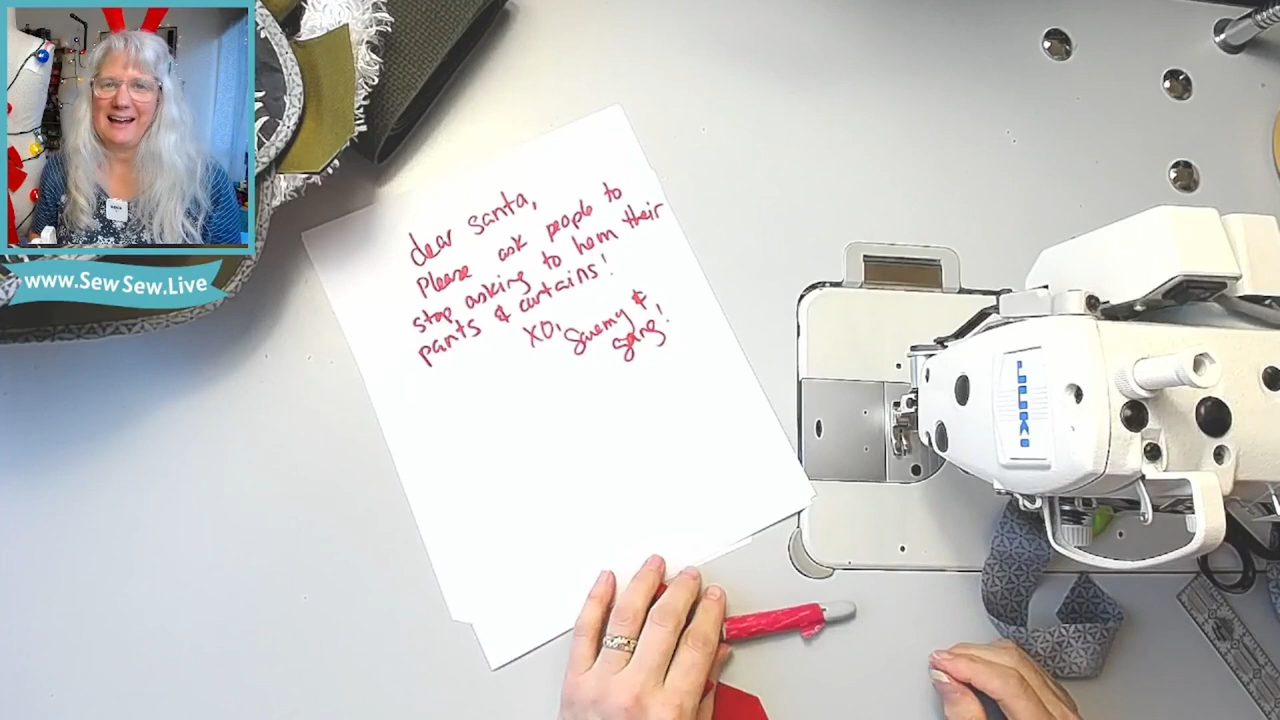 www.SewSew.Live
dear Santa,
Please ask people to
stop asking to hem their
pants & curtains!
XO,
gang!
JUKI